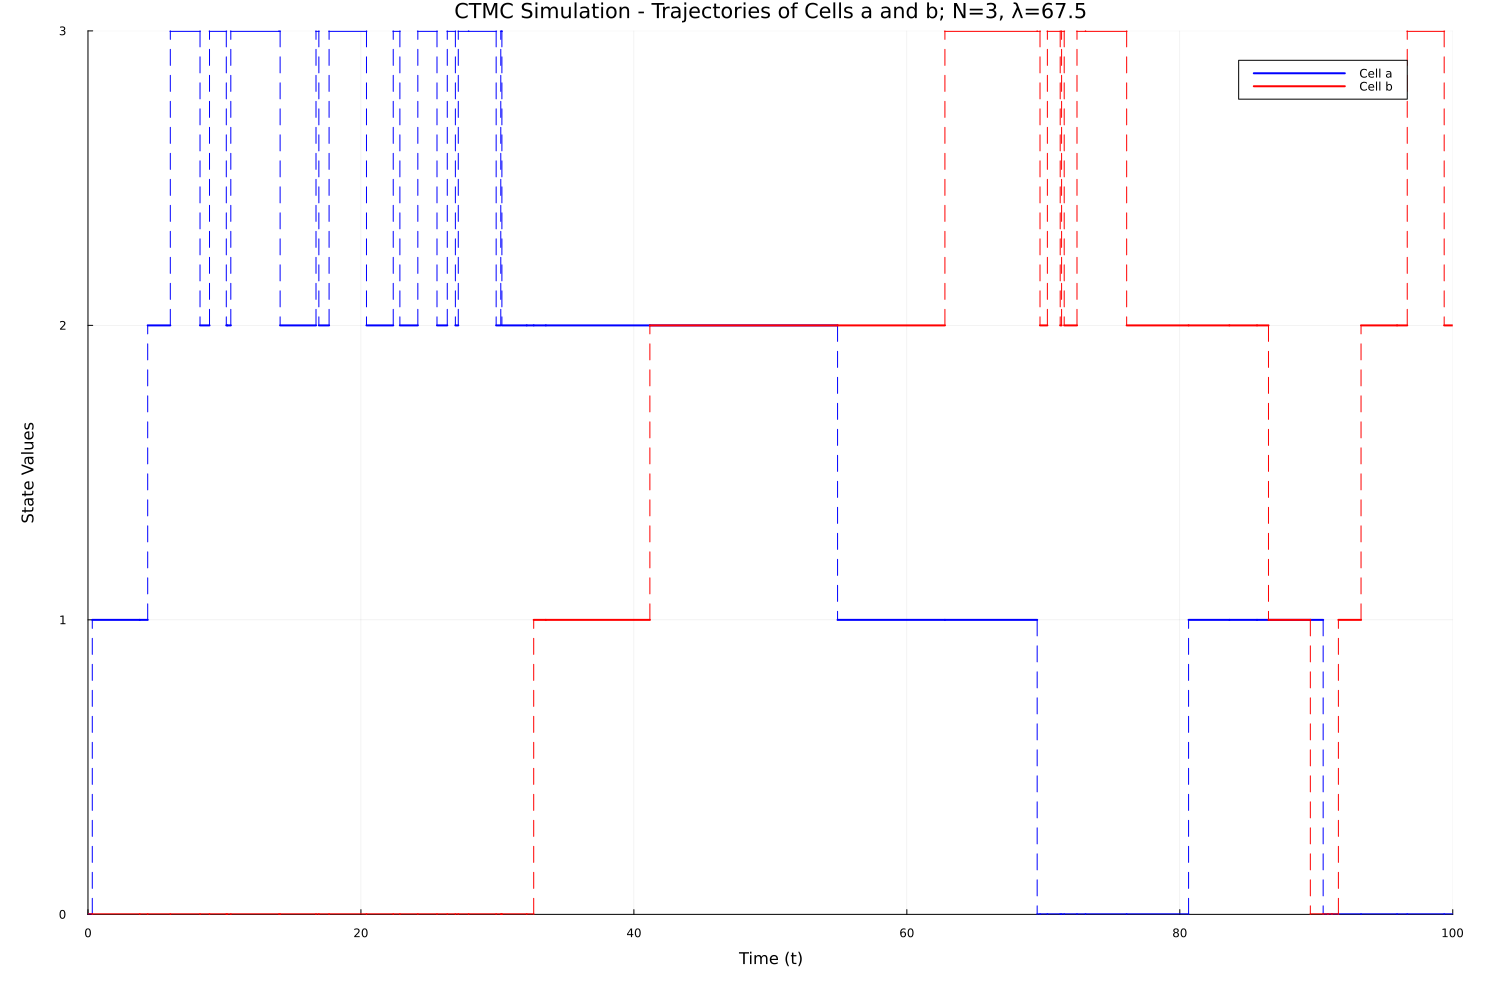 CTMC Simulation - Trajectories of Cells a and b; N=3, λ=67.5
3
Cell a
Cell b
2
State Values
1
0
0 20 40 60 80 100
Time (t)